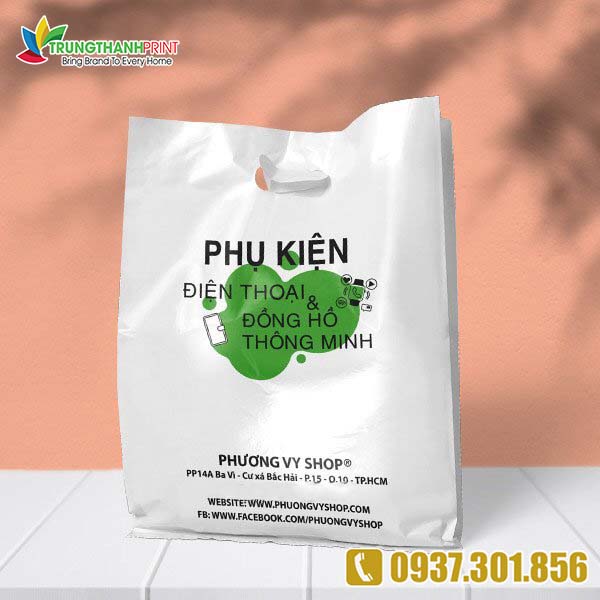 TRUNGTHANHPRINT
Bring Brand To Every Home
PHỤ KIỆN
ĐIỆN THOẠI
&
ĐỒNG HỒ
THÔNG MINH
PHƯƠNG VY SHOP®
PP14A Ba Vì - Cư xá Bắc Hải - P.15 - Q.10 - TP.HCM
WEBSITE: WWW.PHUONGVYSHOP.COM
FB: WWW.FACEBOOK.COM/PHUONGVYSHOP
0937.301.856